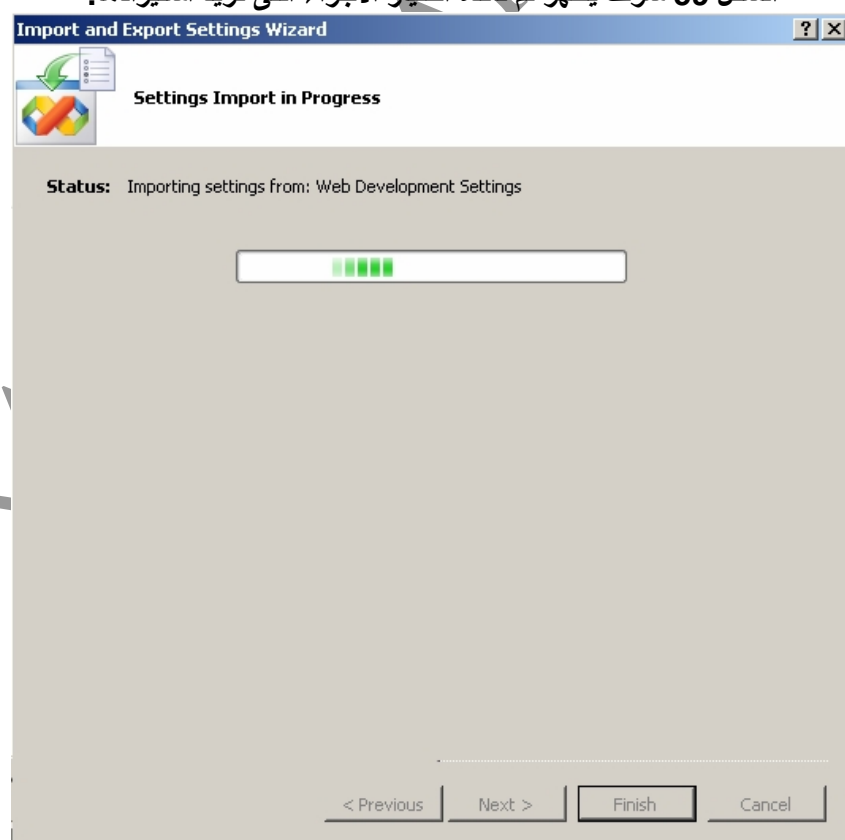 Import and Export Settings Wizard
Settings Import in Progress
Status: Importing settings from: Web Development Settings
< Previous Next > Finish Cancel